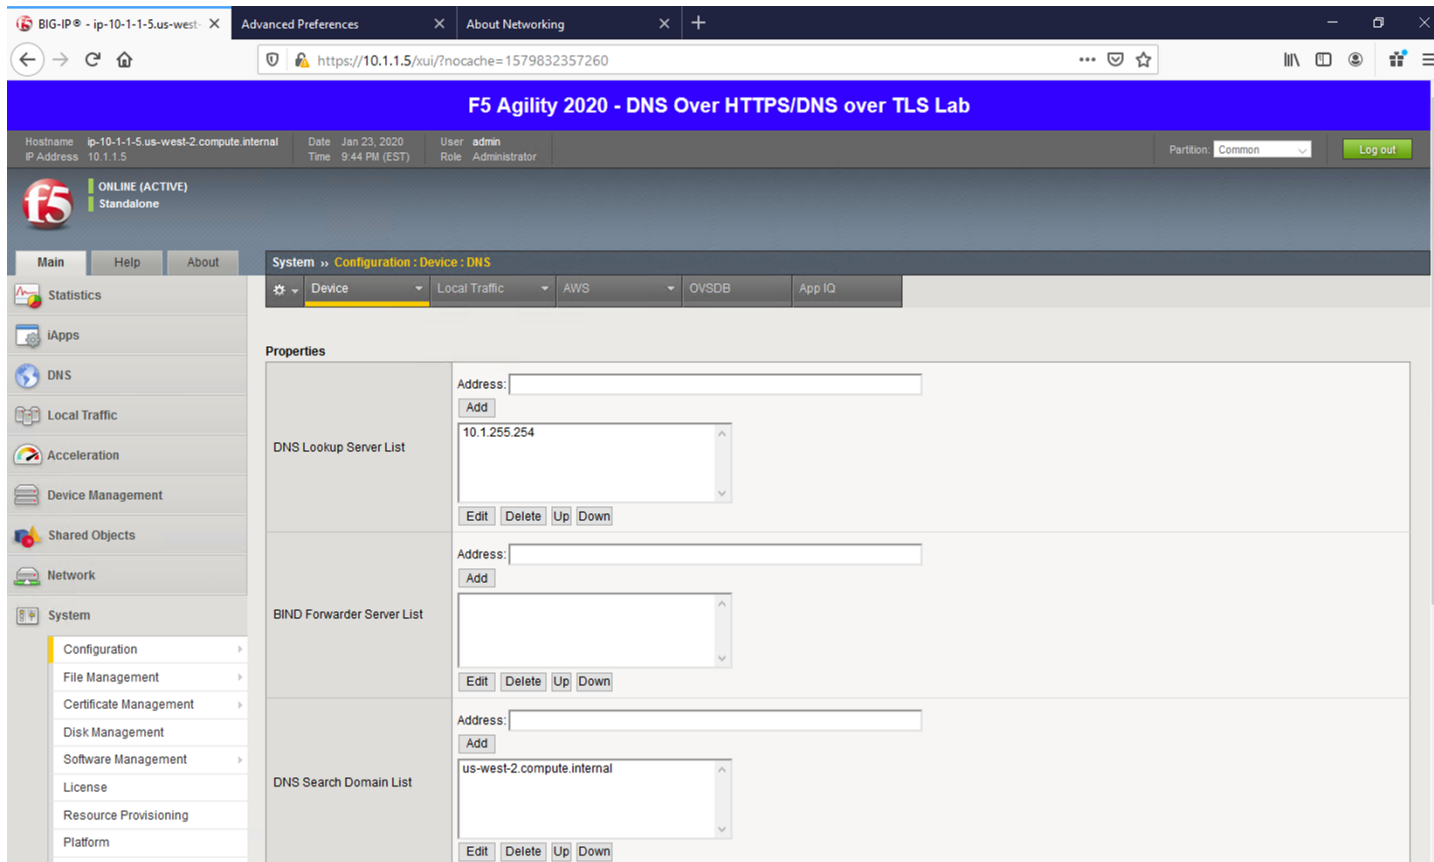 BIG-IP® - ip-10-1-1-5.us-west-
Advanced Preferences
About Networking
https://10.1.1.5/xui/?nocache=1579832357260
F5 Agility 2020 - DNS Over HTTPS/DNS over TLS Lab
Hostname ip-10-1-1-5.us-west-2.compute.internal Date Jan 23, 2020 User admin
IP Address 10.1.1.5 Time 9:44 PM (EST) Role Administrator
Partition: Common Log out
f5
ONLINE (ACTIVE)
Standalone
Main Help About
System ›› Configuration : Device : DNS
Device Local Traffic AWS OVSDB App IQ
Statistics
iApps
DNS
Local Traffic
Acceleration
Device Management
Shared Objects
Network
System
Configuration
File Management
Certificate Management
Disk Management
Software Management
License
Resource Provisioning
Platform
Properties
DNS Lookup Server List
Address:
Add
10.1.255.254
Edit Delete Up Down
BIND Forwarder Server List
Address:
Add
Edit Delete Up Down
DNS Search Domain List
Address:
Add
us-west-2.compute.internal
Edit Delete Up Down